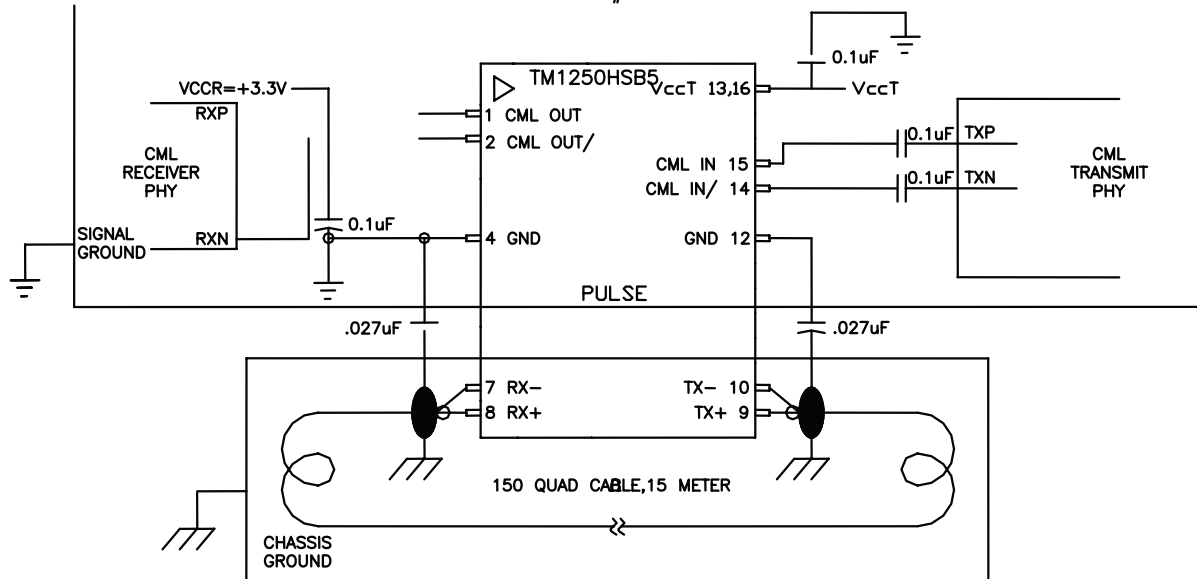 0.1uF
TM1250HSB5
VccT 13,16
VccT
VCCR=+3.3V
RXP
CML
RECEIVER
PHY
RXN
SIGNAL
GROUND
0.1uF
1 CML OUT
2 CML OUT/
4 GND
CML IN 15
CML IN/ 14
GND 12
0.1uF TXP
0.1uF TXN
CML
TRANSMIT
PHY
PULSE
.027uF
.027uF
7 RX-
8 RX+
TX- 10
TX+ 9
150 QUAD CABLE,15 METER
CHASSIS
GROUND